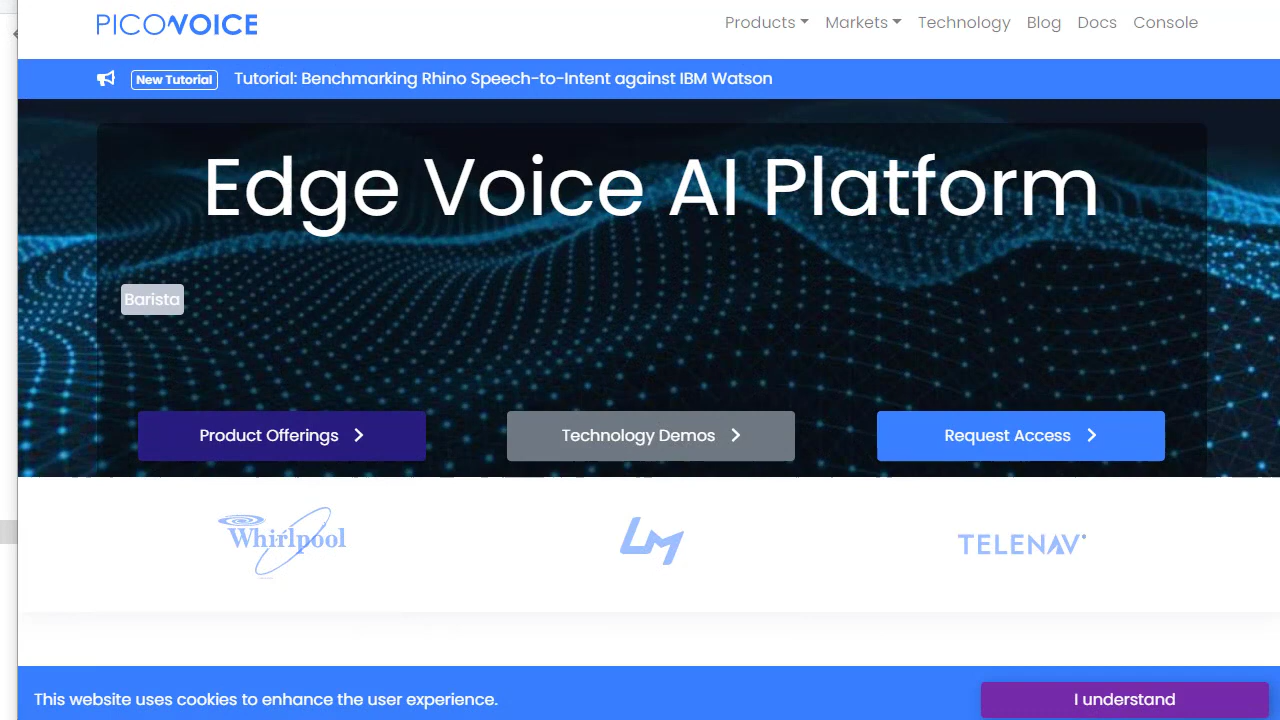 PICOVOICE
Products Markets Technology Blog Docs Console
New Tutorial Tutorial: Benchmarking Rhino Speech-to-Intent against IBM Watson
Edge Voice AI Platform
Barista
Product Offerings Technology Demos Request Access
Whirlpool LM TELENAV
This website uses cookies to enhance the user experience. I understand